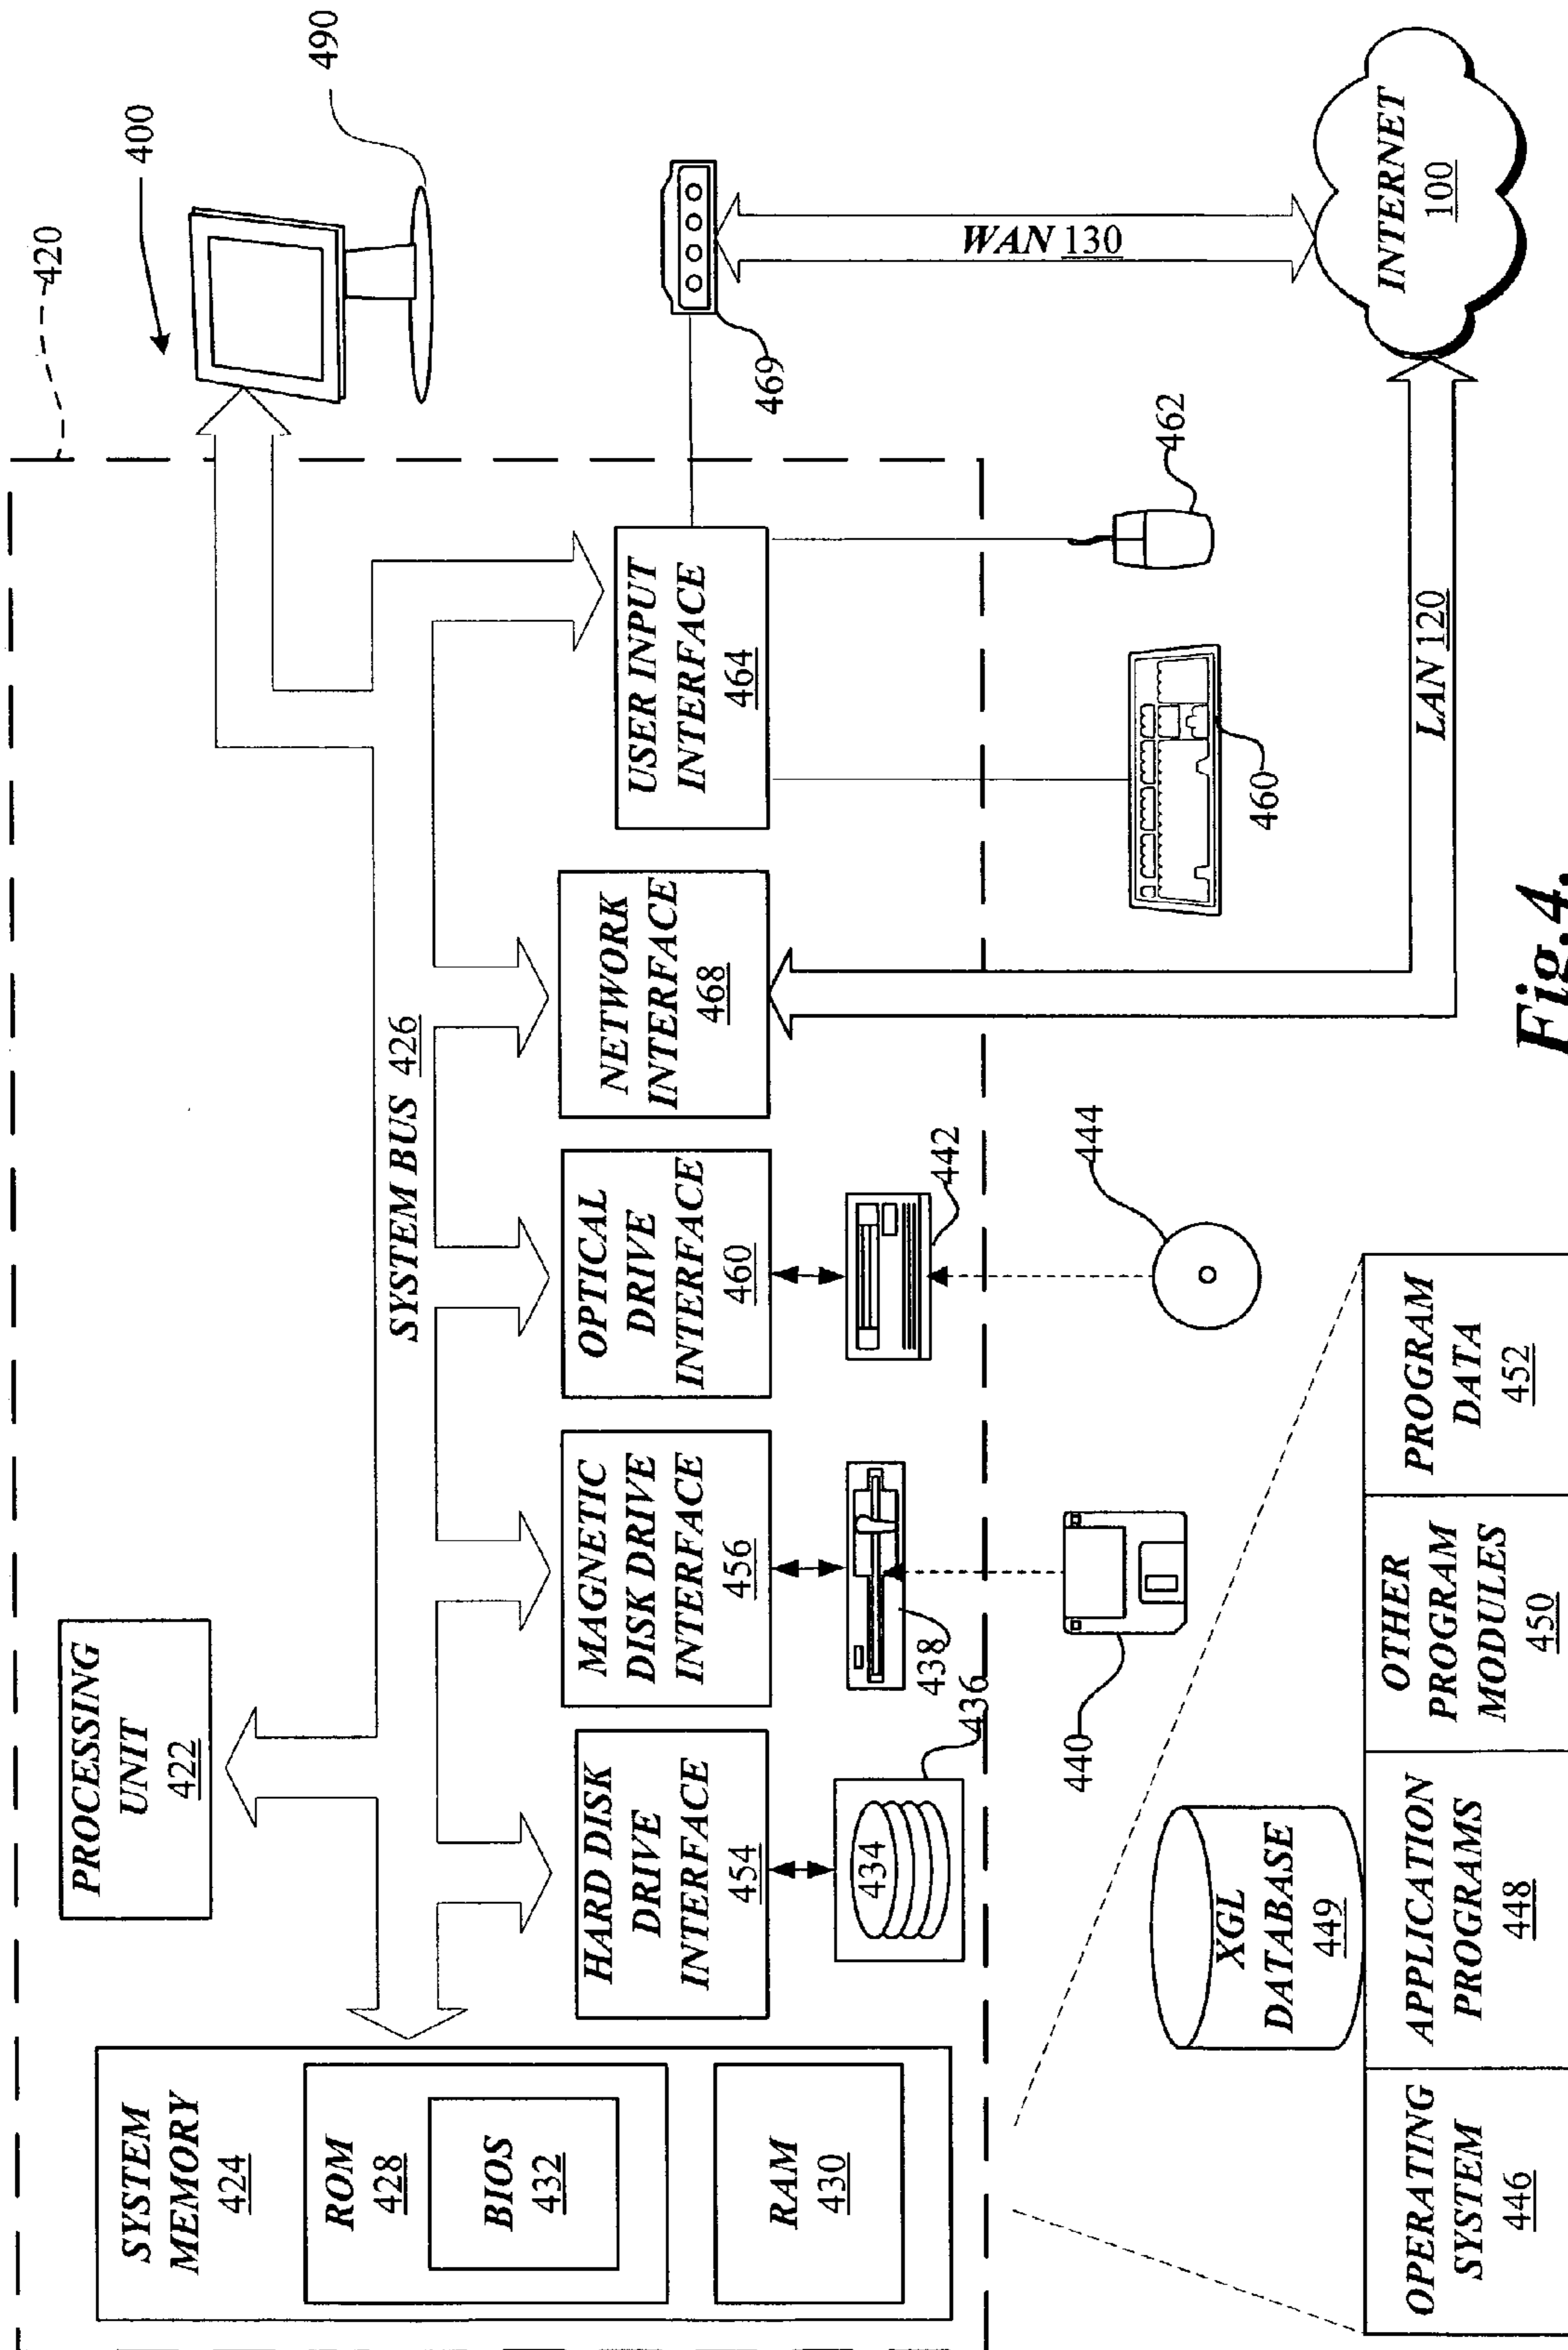 420
400
490
PROCESSING
UNIT
422
SYSTEM BUS 426
SYSTEM
MEMORY
424
ROM
428
BIOS
432
RAM
430
HARD DISK
DRIVE
INTERFACE
454
MAGNETIC
DISK DRIVE
INTERFACE
456
OPTICAL
DRIVE
INTERFACE
460
NETWORK
INTERFACE
468
USER INPUT
INTERFACE
464
434
436
438
442
469
440
444
460
462
WAN 130
LAN 120
INTERNET
100
XGL
DATABASE
449
OPERATING
SYSTEM
446
APPLICATION
PROGRAMS
448
OTHER
PROGRAM
MODULES
450
PROGRAM
DATA
452
Fig.4.